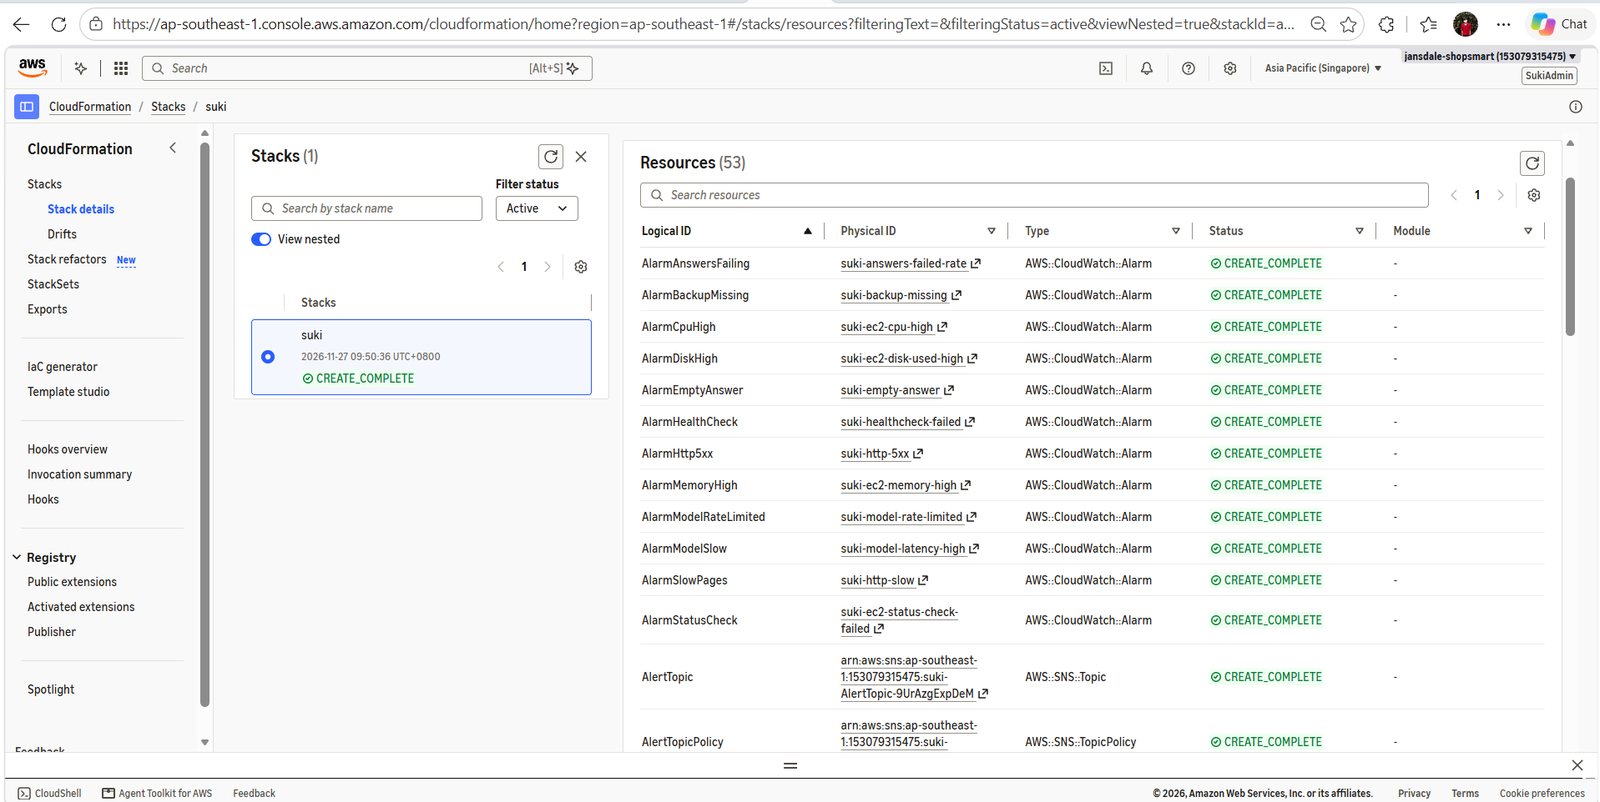 https://ap-southeast-1.console.aws.amazon.com/cloudformation/home?region=ap-southeast-1#/stacks/resources?filteringText=&filteringStatus=active&viewNested=true&stackId=a...
Chat
aws
Search
[Alt+S]
Asia Pacific (Singapore)
jansdale-shopsmart (153079315475)
SukiAdmin
CloudFormation / Stacks / suki
CloudFormation
Stacks
Stack details
Drifts
Stack refactors New
StackSets
Exports
IaC generator
Template studio
Hooks overview
Invocation summary
Hooks
Registry
Public extensions
Activated extensions
Publisher
Spotlight
Feedback
Stacks (1)
Filter status
Search by stack name
Active
View nested
1
Stacks
suki
2026-11-27 09:50:36 UTC+0800
CREATE_COMPLETE
Resources (53)
Search resources
1
Logical ID Physical ID Type Status Module
AlarmAnswersFailing suki-answers-failed-rate AWS::CloudWatch::Alarm CREATE_COMPLETE -
AlarmBackupMissing suki-backup-missing AWS::CloudWatch::Alarm CREATE_COMPLETE -
AlarmCpuHigh suki-ec2-cpu-high AWS::CloudWatch::Alarm CREATE_COMPLETE -
AlarmDiskHigh suki-ec2-disk-used-high AWS::CloudWatch::Alarm CREATE_COMPLETE -
AlarmEmptyAnswer suki-empty-answer AWS::CloudWatch::Alarm CREATE_COMPLETE -
AlarmHealthCheck suki-healthcheck-failed AWS::CloudWatch::Alarm CREATE_COMPLETE -
AlarmHttp5xx suki-http-5xx AWS::CloudWatch::Alarm CREATE_COMPLETE -
AlarmMemoryHigh suki-ec2-memory-high AWS::CloudWatch::Alarm CREATE_COMPLETE -
AlarmModelRateLimited suki-model-rate-limited AWS::CloudWatch::Alarm CREATE_COMPLETE -
AlarmModelSlow suki-model-latency-high AWS::CloudWatch::Alarm CREATE_COMPLETE -
AlarmSlowPages suki-http-slow AWS::CloudWatch::Alarm CREATE_COMPLETE -
suki-ec2-status-check-
AlarmStatusCheck failed AWS::CloudWatch::Alarm CREATE_COMPLETE -
arn:aws:sns:ap-southeast-
AlertTopic 1:153079315475:suki- AWS::SNS::Topic CREATE_COMPLETE -
AlertTopic-9UrAzgExpDeM
arn:aws:sns:ap-southeast-
AlertTopicPolicy 1:153079315475:suki- AWS::SNS::TopicPolicy CREATE_COMPLETE -
CloudShell Agent Toolkit for AWS Feedback
© 2026, Amazon Web Services, Inc. or its affiliates. Privacy Terms Cookie preferences